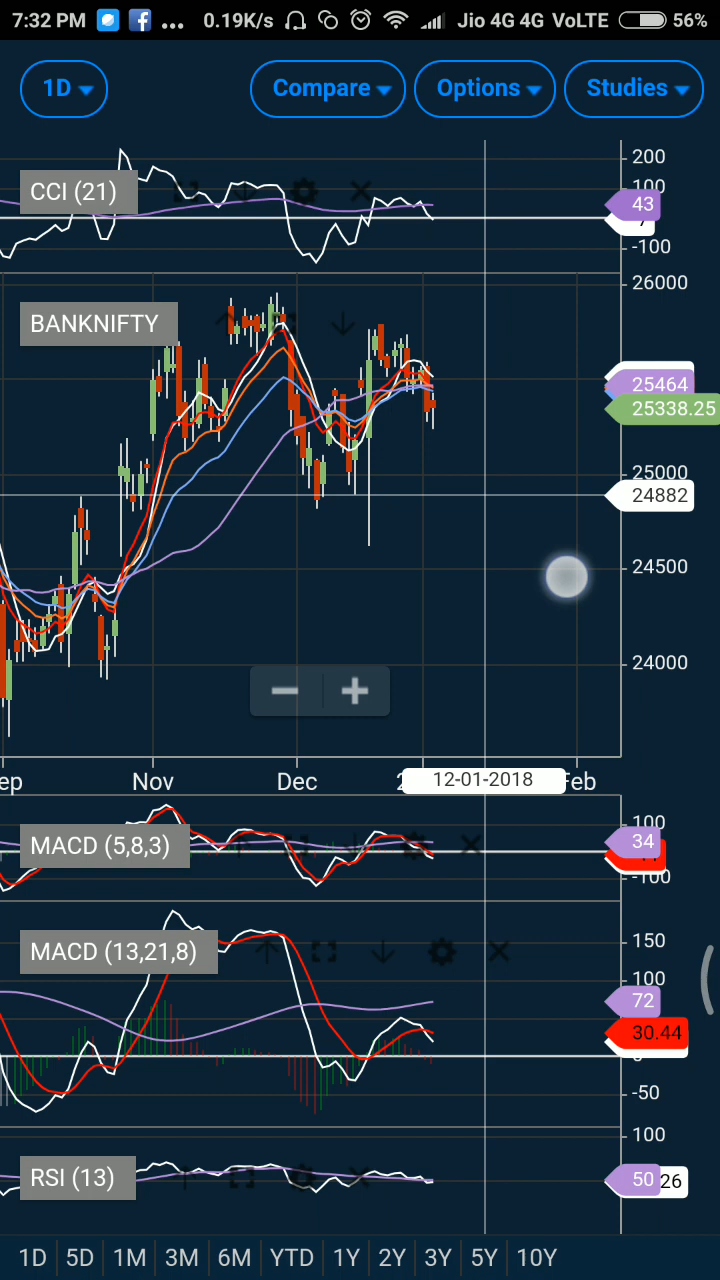 7:32 PM ... 0.19K/s Jio 4G 4G VoLTE 56%
1D Compare Options Studies
200
100
CCI (21)
43
-100
26000
BANKNIFTY
25464
25338.25
25000
24882
24500
24000
ep Nov Dec 12-01-2018 Feb
100
MACD (5,8,3)
34
-100
150
MACD (13,21,8)
100
72
30.44
-50
100
RSI (13)
50 26
1D 5D 1M 3M 6M YTD 1Y 2Y 3Y 5Y 10Y